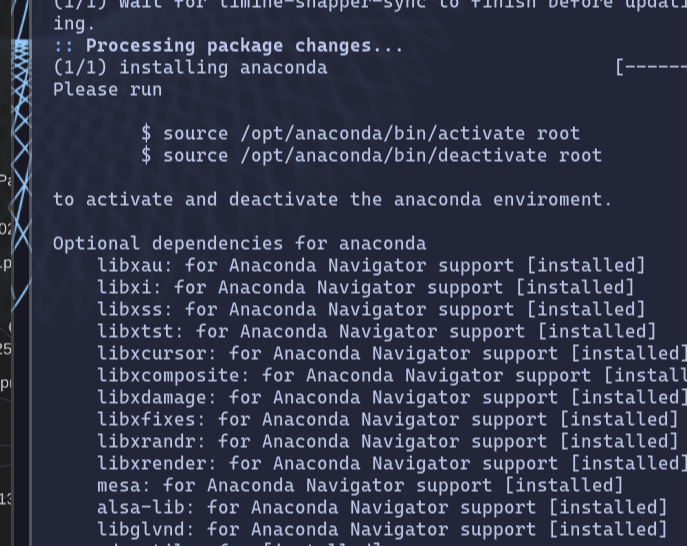 (1/1) Wait for limine-snapper-sync to finish before updati
ing.
:: Processing package changes...
(1/1) installing anaconda [------
Please run
$ source /opt/anaconda/bin/activate root
$ source /opt/anaconda/bin/deactivate root
to activate and deactivate the anaconda enviroment.
Optional dependencies for anaconda
libxau: for Anaconda Navigator support [installed]
libxi: for Anaconda Navigator support [installed]
libxss: for Anaconda Navigator support [installed]
libxtst: for Anaconda Navigator support [installed]
libxcursor: for Anaconda Navigator support [installed]
libxcomposite: for Anaconda Navigator support [install
libxdamage: for Anaconda Navigator support [installed]
libxfixes: for Anaconda Navigator support [installed]
libxrandr: for Anaconda Navigator support [installed]
libxrender: for Anaconda Navigator support [installed]
mesa: for Anaconda Navigator support [installed]
alsa-lib: for Anaconda Navigator support [installed]
libglvnd: for Anaconda Navigator support [installed]